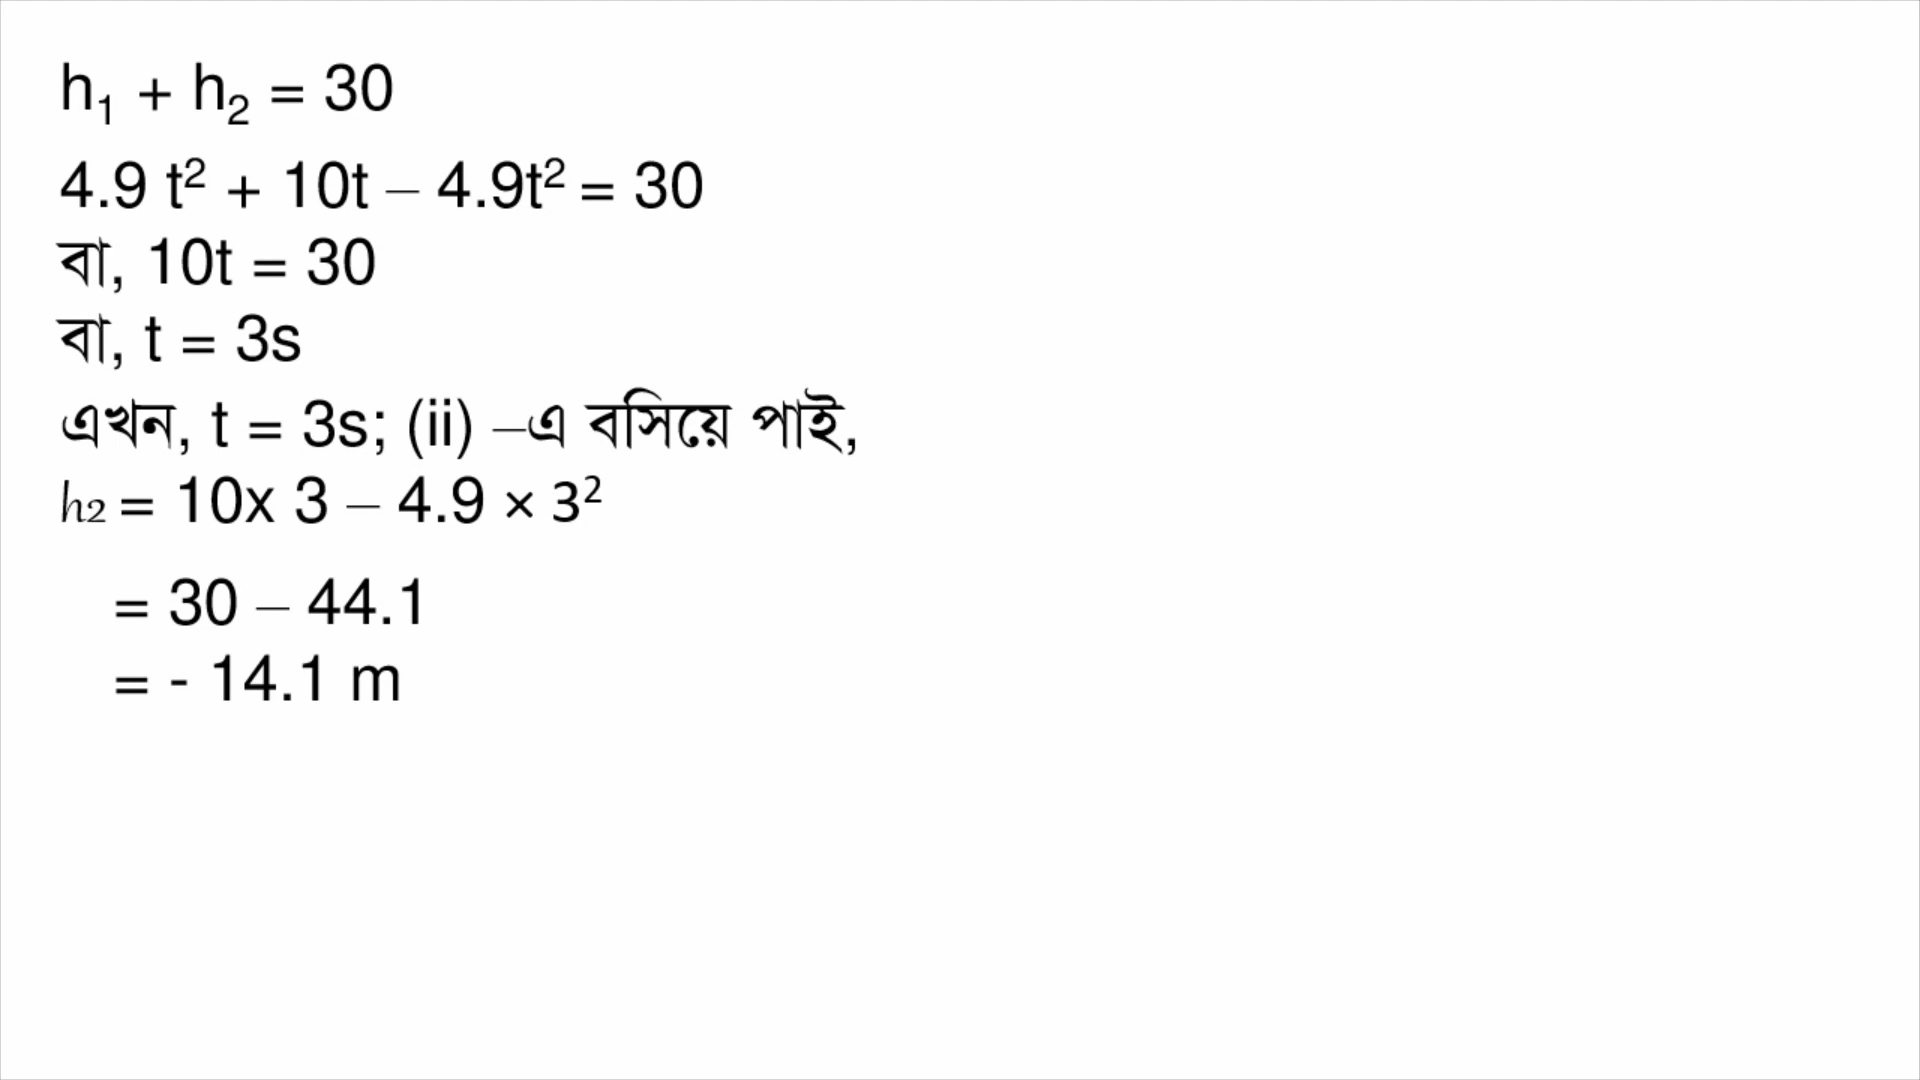 h₁ + h₂ = 30
4.9 t² + 10t – 4.9t² = 30
বা, 10t = 30
বা, t = 3s
এখন, t = 3s; (ii) –এ বসিয়ে পাই,
h2 = 10x 3 – 4.9 × 3²
= 30 – 44.1
= - 14.1 m